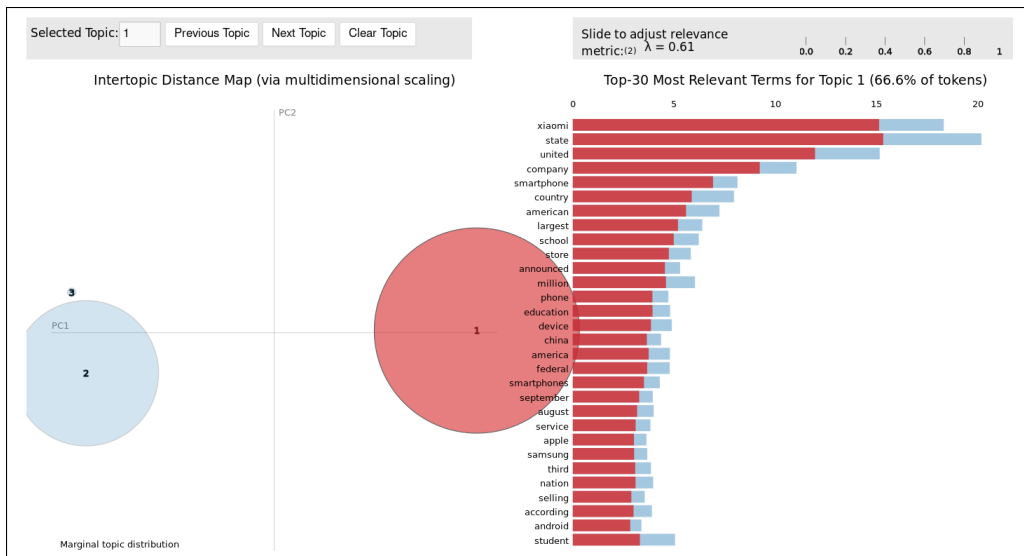 Selected Topic: 1 Previous Topic Next Topic Clear Topic
Slide to adjust relevance
metric:(2) λ = 0.61
0.0 0.2 0.4 0.6 0.8 1
Intertopic Distance Map (via multidimensional scaling)
PC2
PC1
3
2
1
Marginal topic distribution
Top-30 Most Relevant Terms for Topic 1 (66.6% of tokens)
0 5 10 15 20
xiaomi
state
united
company
smartphone
country
american
largest
school
store
announced
million
phone
education
device
china
america
federal
smartphones
september
august
service
apple
samsung
third
nation
selling
according
android
student